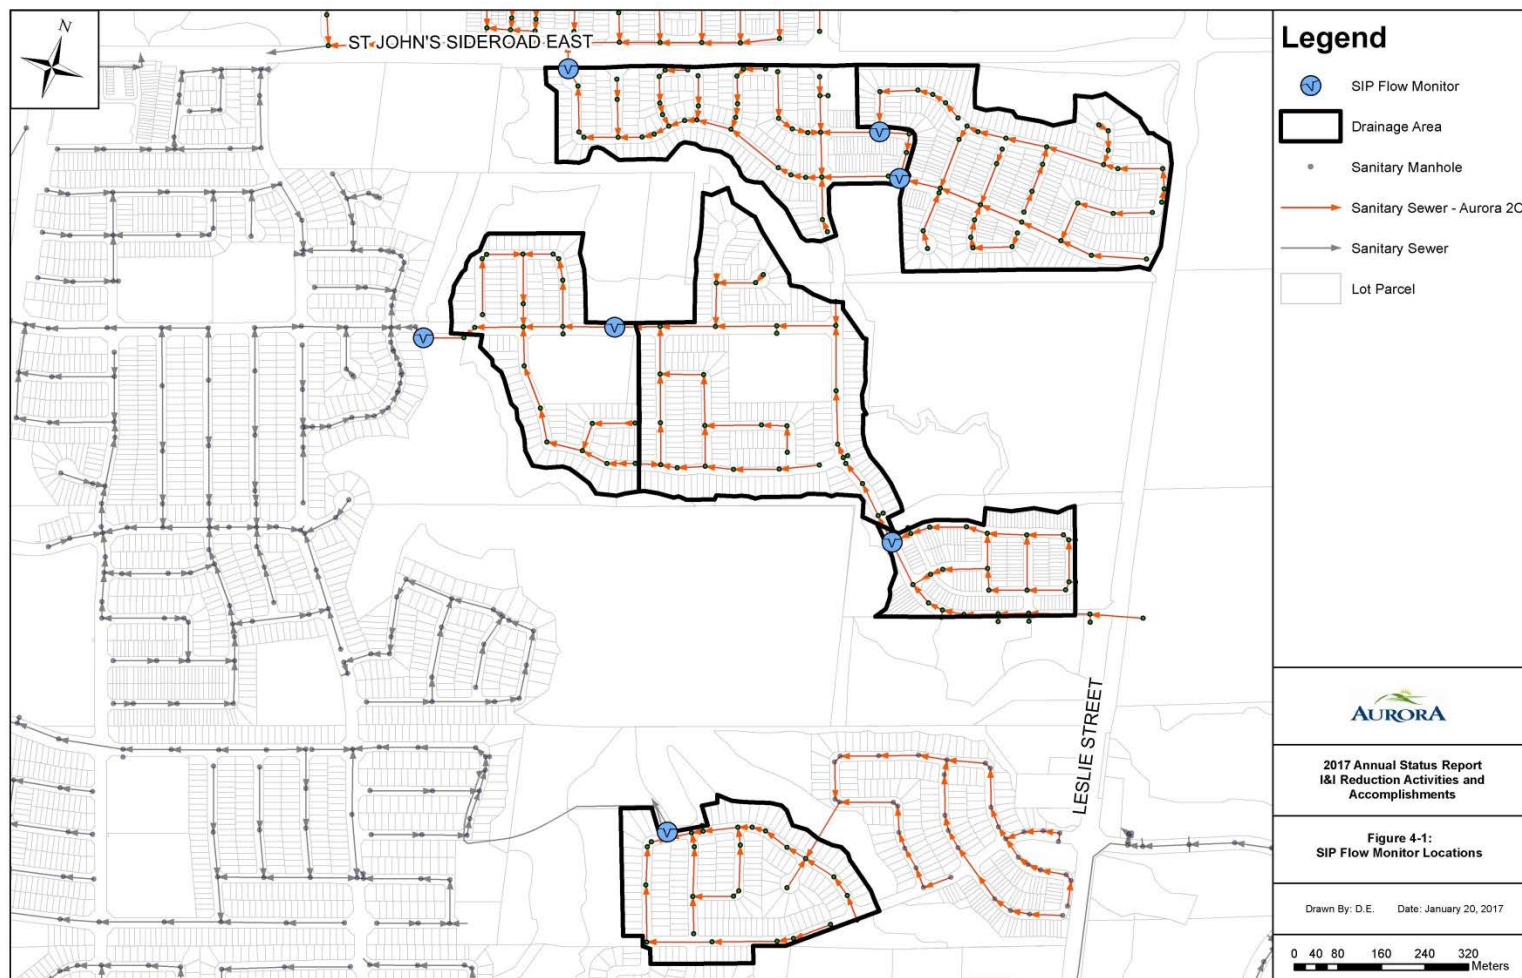 N
ST JOHN'S SIDEROAD EAST
LESLIE STREET
Legend
SIP Flow Monitor
Drainage Area
Sanitary Manhole
Sanitary Sewer - Aurora 2C
Sanitary Sewer
Lot Parcel
AURORA
2017 Annual Status Report
I&I Reduction Activities and
Accomplishments
Figure 4-1:
SIP Flow Monitor Locations
Drawn By: D.E. Date: January 20, 2017
0 40 80 160 240 320
Meters